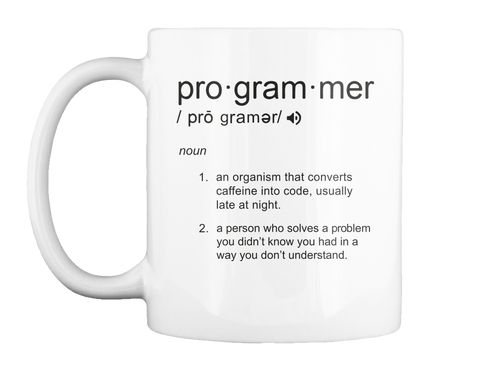 pro·gram·mer
/ prō gramər/
noun
1. an organism that converts
caffeine into code, usually
late at night.
2. a person who solves a problem
you didn't know you had in a
way you don't understand.